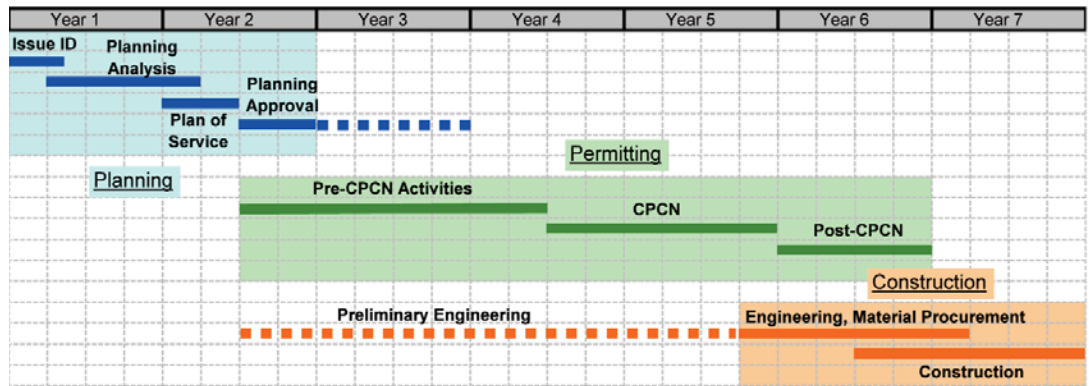 Year 1 Year 2 Year 3 Year 4 Year 5 Year 6 Year 7
Issue ID
Planning
Analysis
Planning
Approval
Plan of
Service
Permitting
Planning
Pre-CPCN Activities
CPCN
Post-CPCN
Construction
Preliminary Engineering
Engineering, Material Procurement
Construction